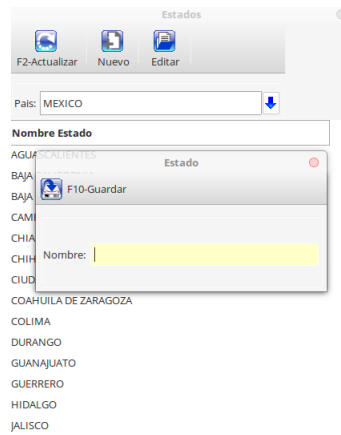 Estados
F2-Actualizar Nuevo Editar
País: MEXICO
Nombre Estado
AGUASCALIENTES
Estado
BAJA
F10-Guardar
BAJA
CAM
CHIA
Nombre:
CHIH
CIUD
COAHUILA DE ZARAGOZA
COLIMA
DURANGO
GUANAJUATO
GUERRERO
HIDALGO
JALISCO